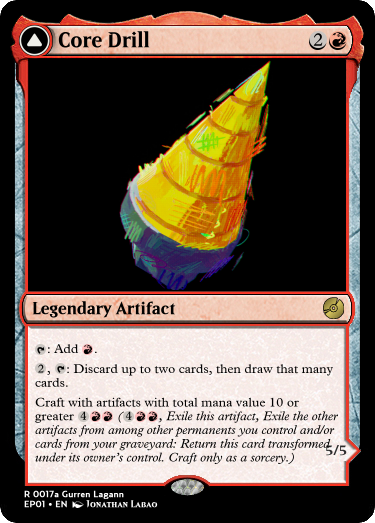 Core Drill 2R
Legendary Artifact
T: Add R.
2, T: Discard up to two cards, then draw that many
cards.
Craft with artifacts with total mana value 10 or
greater 4RR (4RR, Exile this artifact, Exile the other
artifacts from among other permanents you control and/or
cards from your graveyard: Return this card transformed
under its owner's control. Craft only as a sorcery.)
5/5
R 0017a Gurren Lagann
EP01 • EN Jonathan Labao